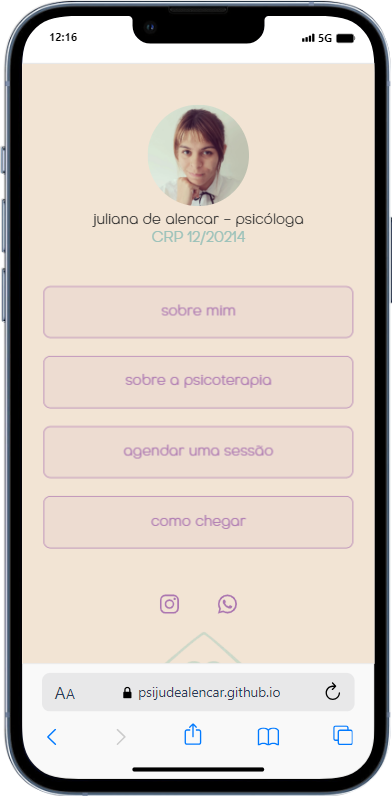 12:16
5G
juliana de alencar - psicóloga
CRP 12/20214
sobre mim
sobre a psicoterapia
agendar uma sessão
como chegar
AA
psijudealencar.github.io